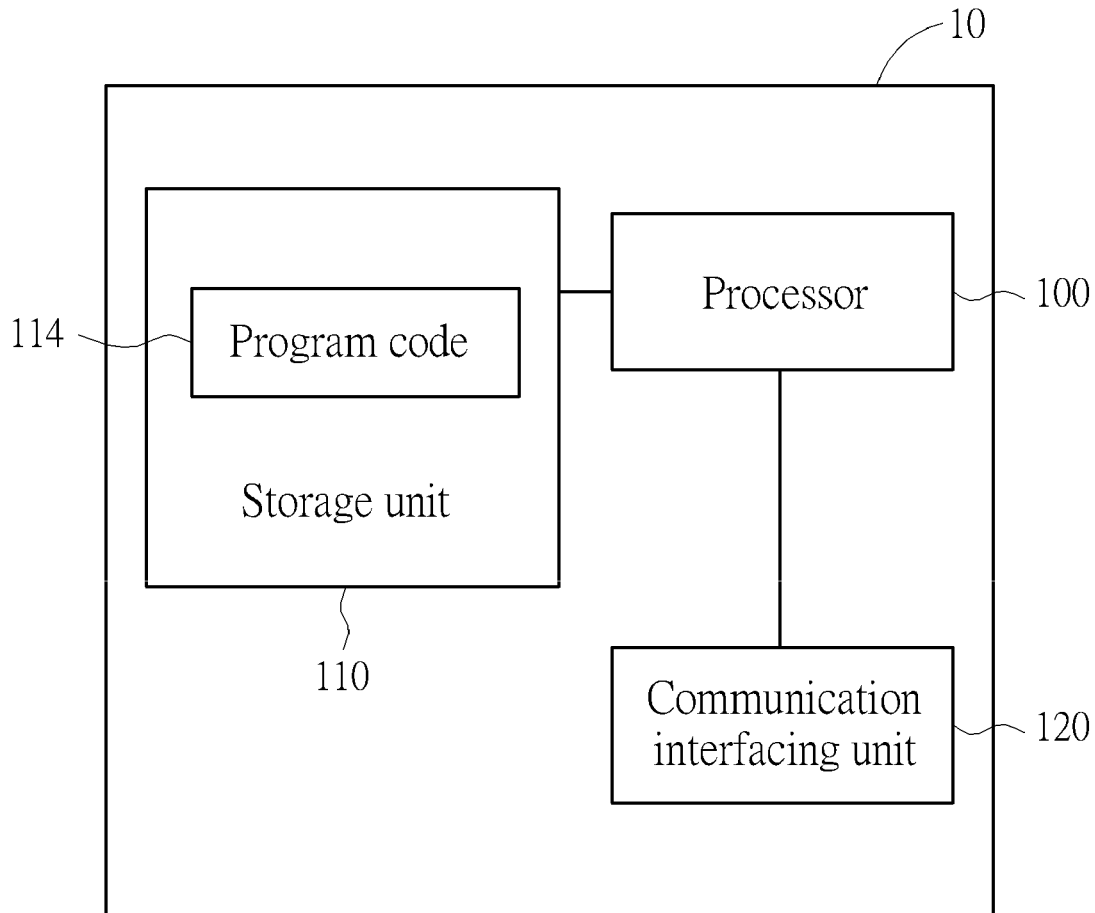 10
Processor
100
114
Program code
Storage unit
110
Communication
interfacing unit
120